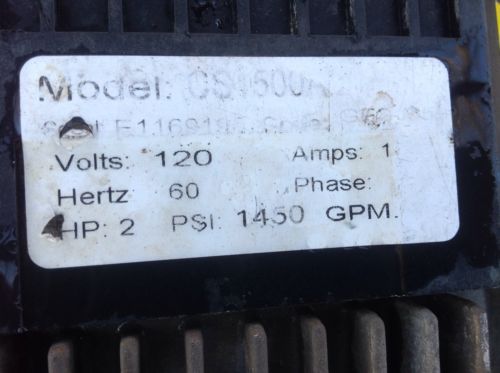 Model:
Volts: 120 Amps: 1
Hertz 60 Phase:
HP: 2 PSI: 1450 GPM.